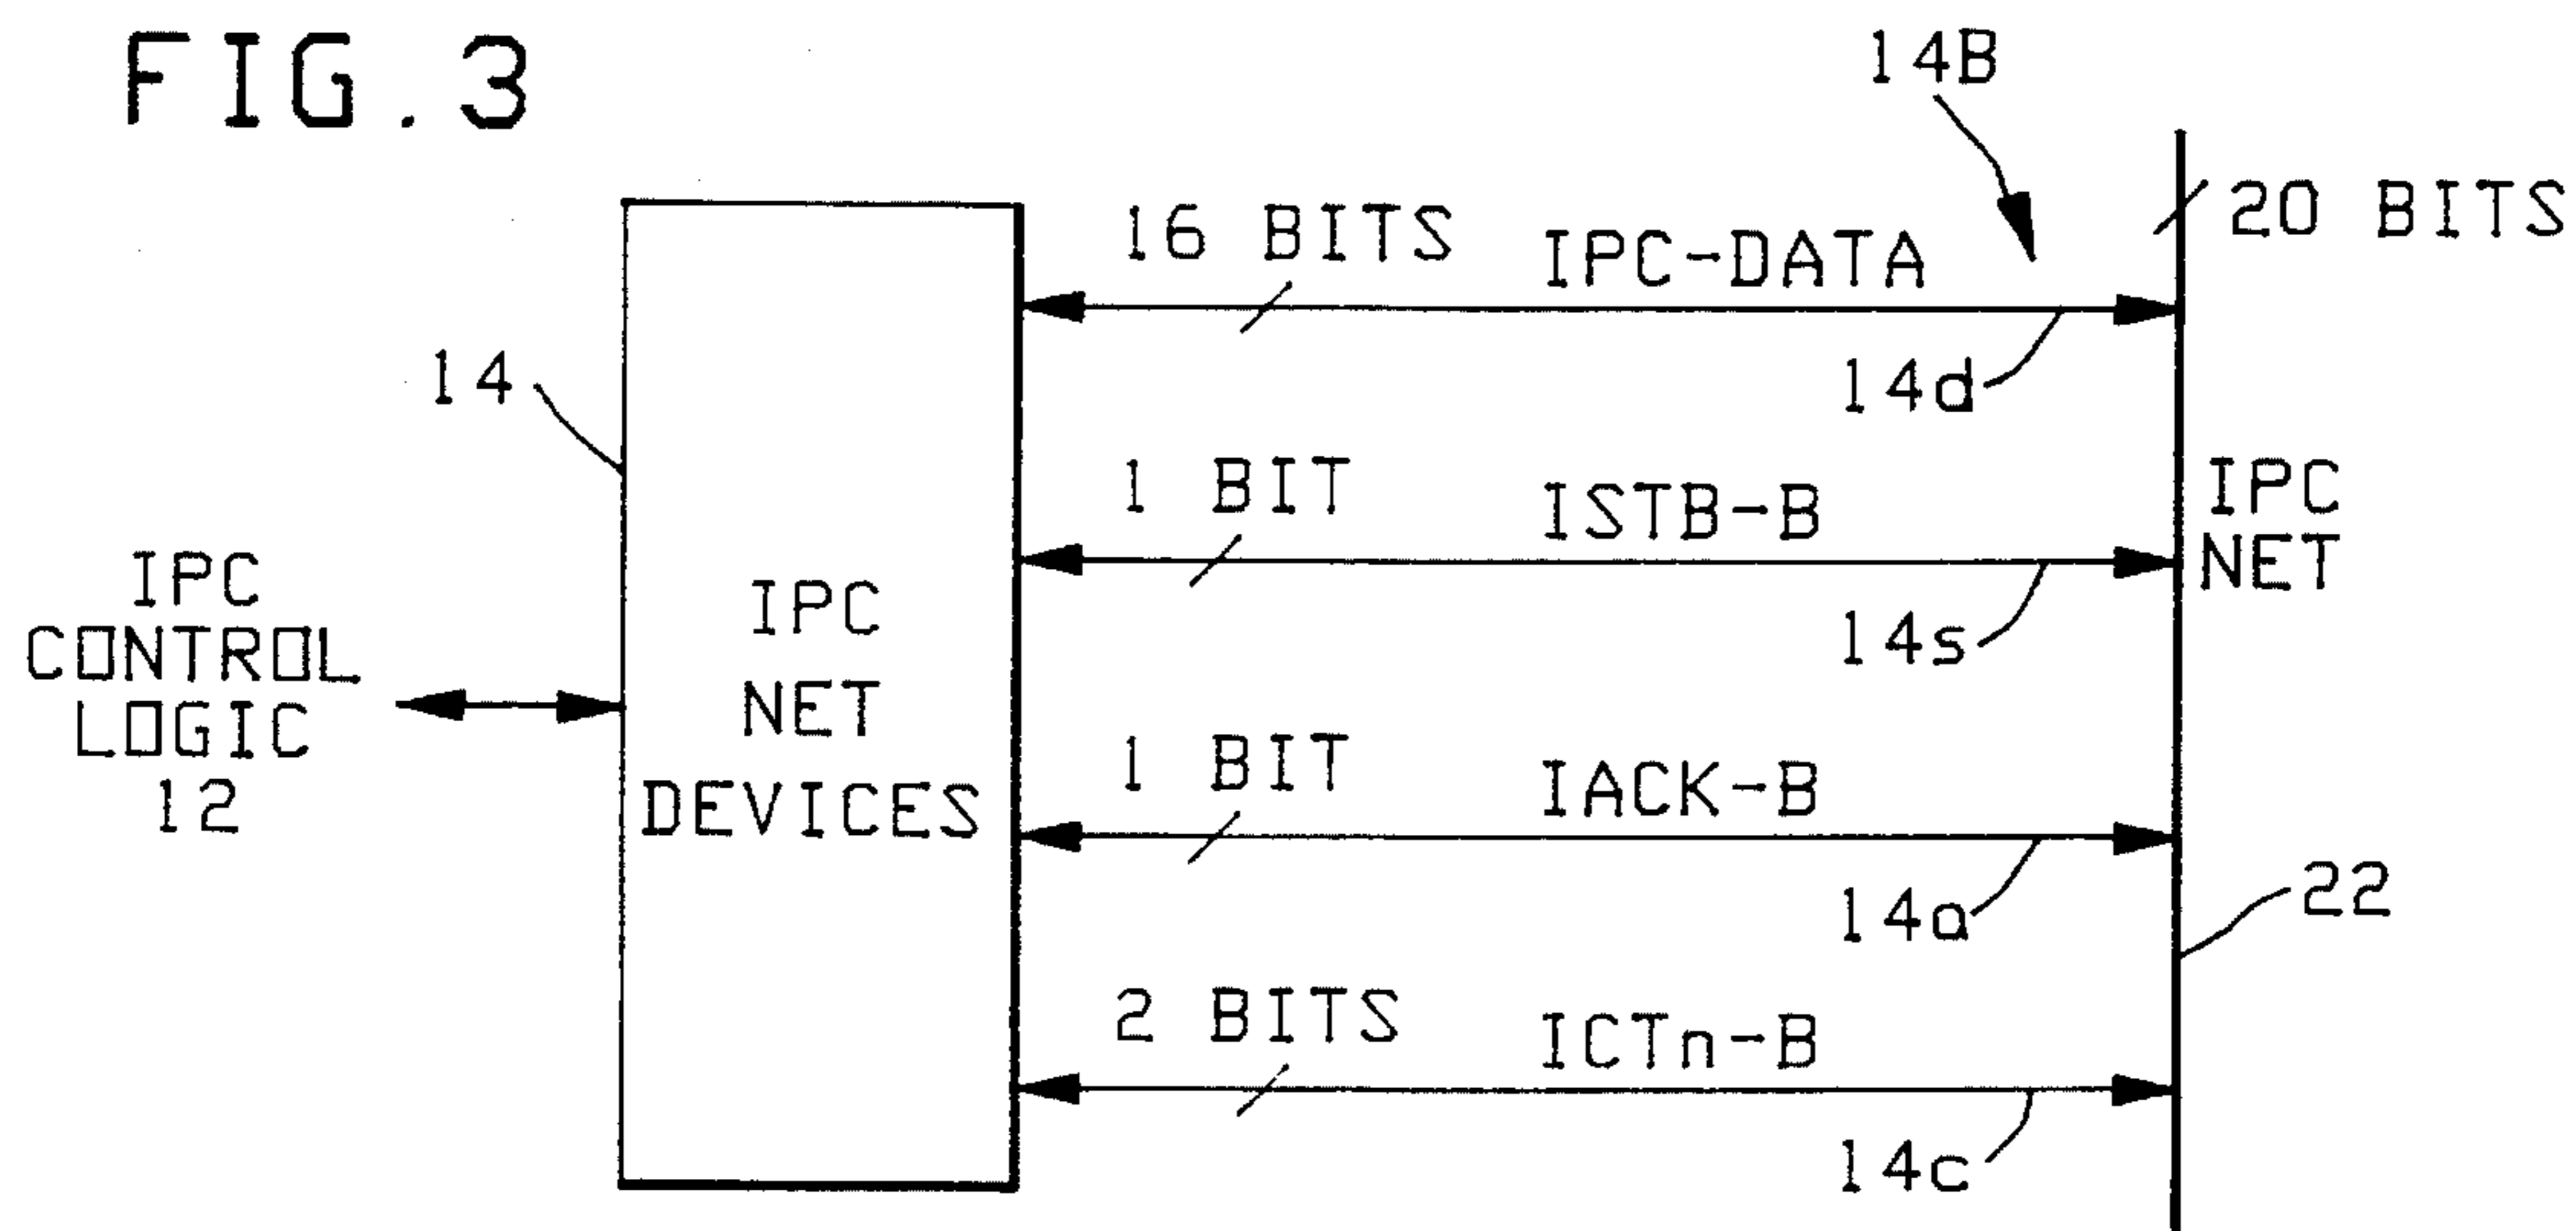 FIG. 3
14B
20 BITS
16 BITS
IPC-DATA
14
14d
1 BIT
ISTB-B
IPC
NET
14s
IPC
CONTROL
LOGIC
12
IPC
NET
DEVICES
1 BIT
IACK-B
14a
22
2 BITS
ICTn-B
14c